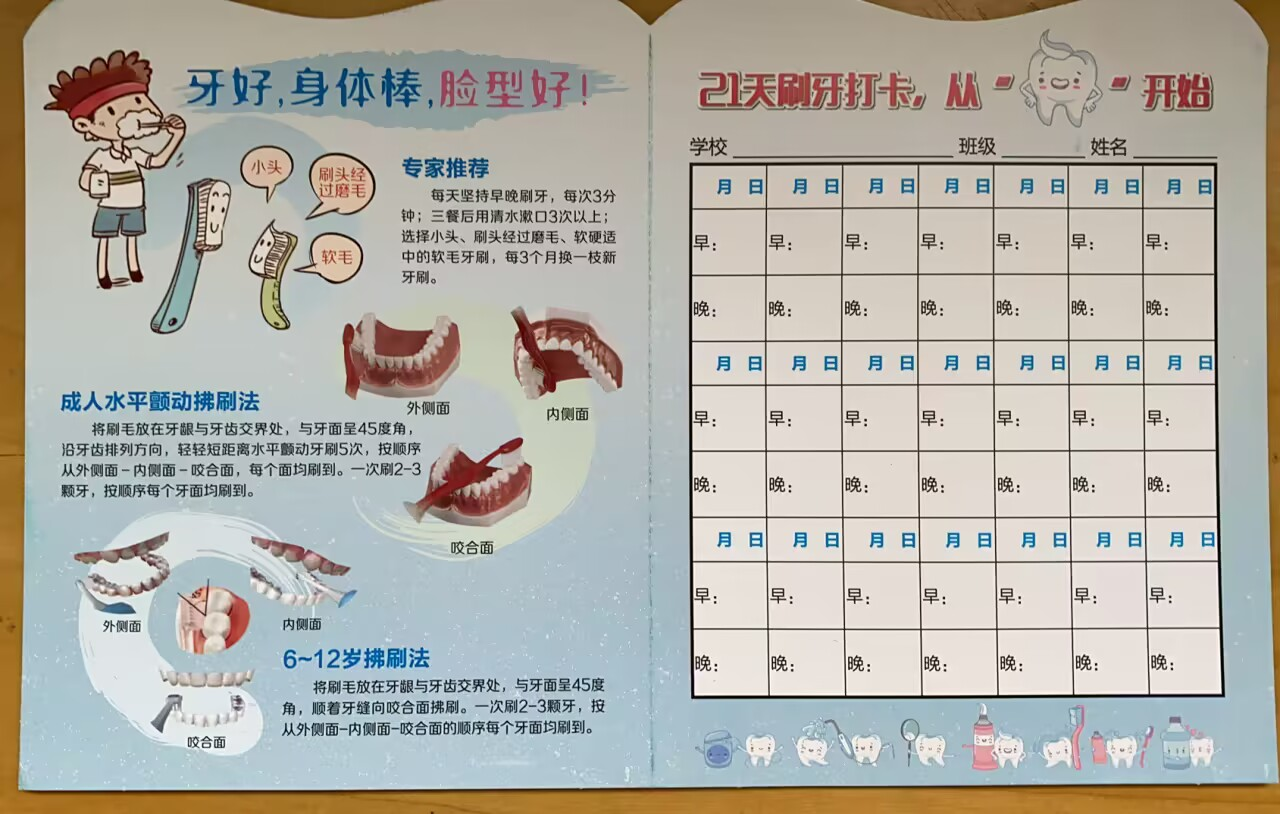 牙好,身体棒,脸型好!
小头
刷头经
过磨毛
软毛
专家推荐
每天坚持早晚刷牙，每次3分
钟；三餐后用清水漱口3次以上；
选择小头、刷头经过磨毛、软硬适
中的软毛牙刷，每3个月换一枝新
牙刷。
外侧面
内侧面
咬合面
成人水平颤动拂刷法
将刷毛放在牙龈与牙齿交界处，与牙面呈45度角，
沿牙齿排列方向，轻轻短距离水平颤动牙刷5次，按顺序
从外侧面–内侧面–咬合面，每个面均刷到。一次刷2–3
颗牙，按顺序每个牙面均刷到。
外侧面
内侧面
咬合面
6~12岁拂刷法
将刷毛放在牙龈与牙齿交界处，与牙面呈45度
角，顺着牙缝向咬合面拂刷。一次刷2–3颗牙，按
从外侧面–内侧面–咬合面的顺序每个牙面均刷到。
21天刷牙打卡，从“ ”开始
学校 班级 姓名
月 日 月 日 月 日 月 日 月 日 月 日 月 日
早： 早： 早： 早： 早： 早： 早：
晚： 晚： 晚： 晚： 晚： 晚： 晚：
月 日 月 日 月 日 月 日 月 日 月 日 月 日
早： 早： 早： 早： 早： 早： 早：
晚： 晚： 晚： 晚： 晚： 晚： 晚：
月 日 月 日 月 日 月 日 月 日 月 日 月 日
早： 早： 早： 早： 早： 早： 早：
晚： 晚： 晚： 晚： 晚： 晚： 晚：